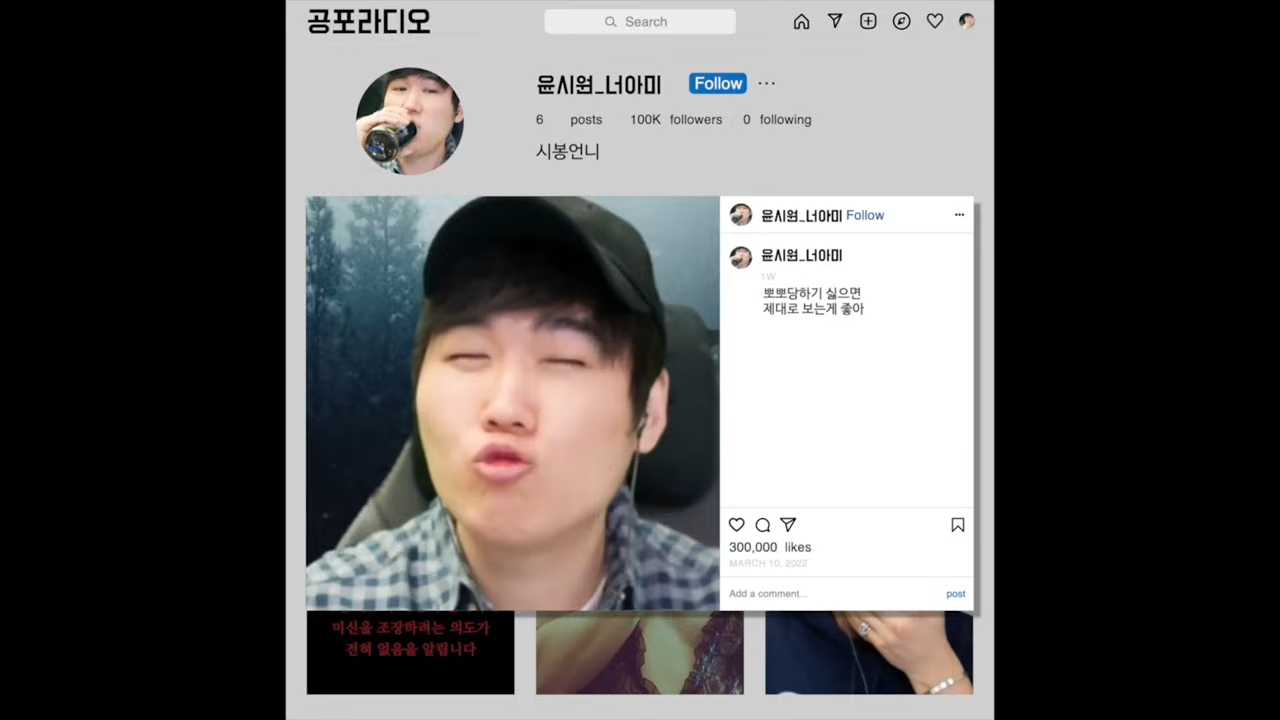 공포라디오
Search
윤시원_너아미 Follow ...
6 posts 100K followers 0 following
시봉언니
윤시원_너아미 Follow ...
윤시원_너아미
1W
뽀뽀당하기 싫으면
제대로 보는게 좋아
300,000 likes
MARCH 10, 2022
Add a comment... post
미신을 조장하려는 의도가
전혀 없음을 알립니다